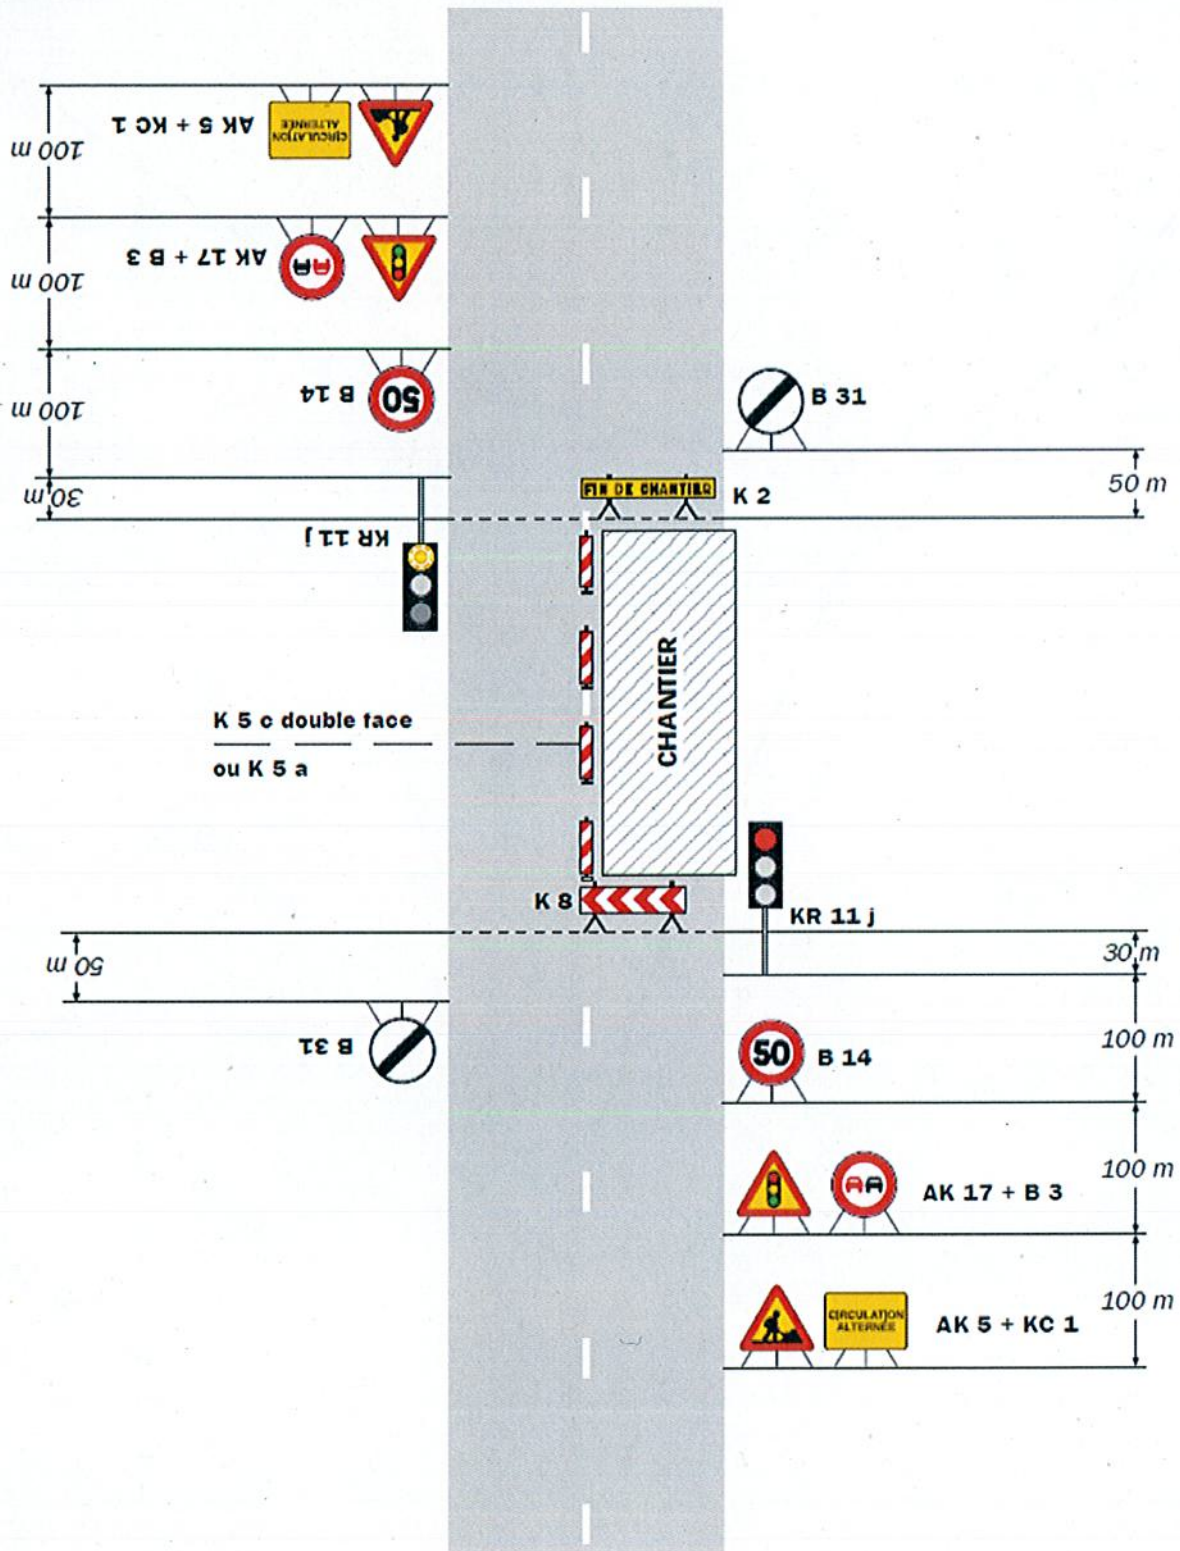 AK 5 + KC 1
CIRCULATION
ALTERNÉE
100 m
AK 17 + B 3
100 m
B 14
50
100 m
B 31
50 m
30 m
FIN DE CHANTIER
K 2
KR 11 j
CHANTIER
K 5 c double face
ou K 5 a
K 8
KR 11 j
30 m
50 m
B 31
50
B 14
100 m
AK 17 + B 3
100 m
CIRCULATION
ALTERNÉE
AK 5 + KC 1
100 m